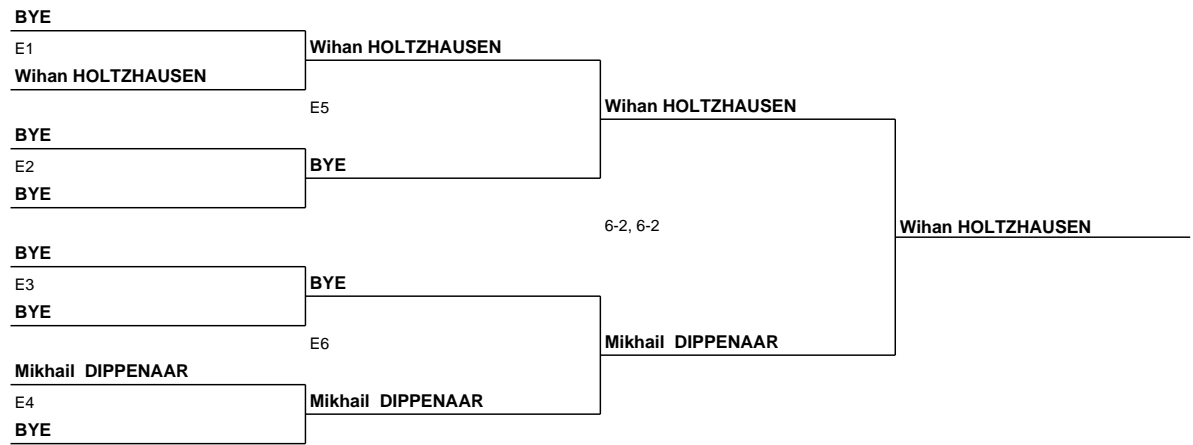 BYE
E1
Wihan HOLTZHAUSEN
Wihan HOLTZHAUSEN
E5
Wihan HOLTZHAUSEN
BYE
E2
BYE
BYE
6-2, 6-2
Wihan HOLTZHAUSEN
BYE
E3
BYE
BYE
E6
Mikhail DIPPENAAR
Mikhail DIPPENAAR
E4
Mikhail DIPPENAAR
BYE